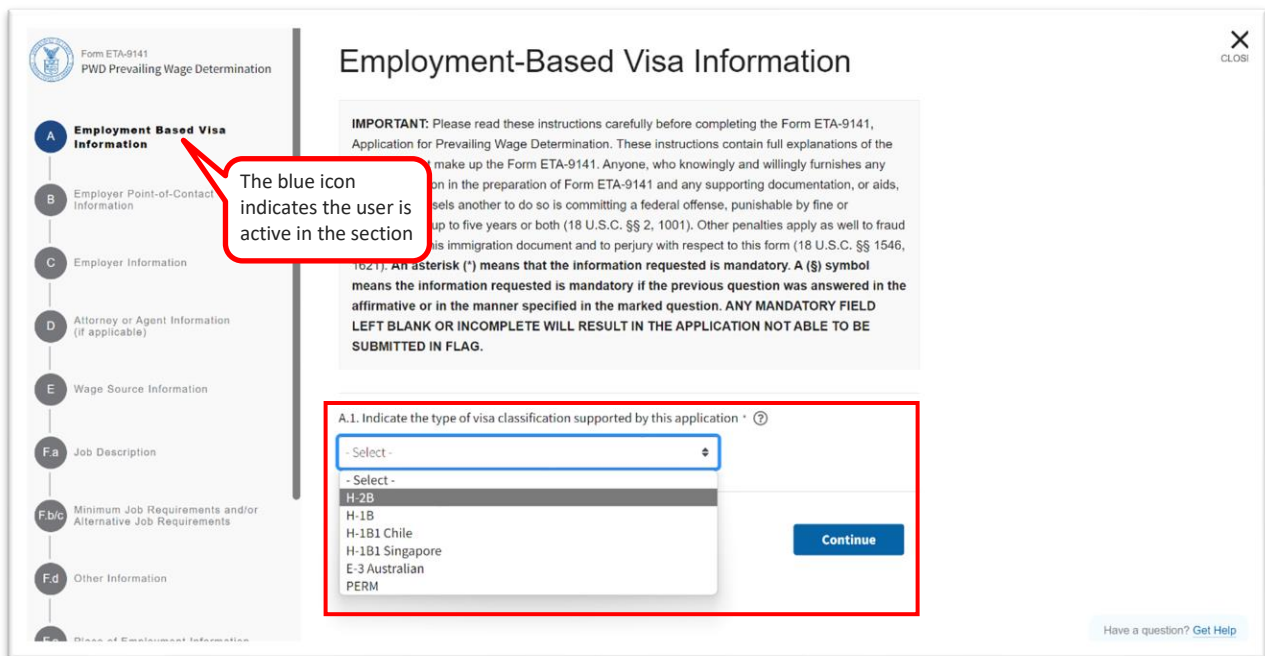 Form ETA-9141
PWD Prevailing Wage Determination
A
Employment Based Visa
Information
B
Employer Point-of-Contact
Information
C
Employer Information
D
Attorney or Agent Information
(if applicable)
E
Wage Source Information
F.a
Job Description
F.b/c
Minimum Job Requirements and/or
Alternative Job Requirements
F.d
Other Information
Place of Employment Information
The blue icon
indicates the user is
active in the section
Employment-Based Visa Information
CLOSE
IMPORTANT: Please read these instructions carefully before completing the Form ETA-9141,
Application for Prevailing Wage Determination. These instructions contain full explanations of the
make up the Form ETA-9141. Anyone, who knowingly and willingly furnishes any
in the preparation of Form ETA-9141 and any supporting documentation, or aids,
another to do so is committing a federal offense, punishable by fine or
up to five years or both (18 U.S.C. §§ 2, 1001). Other penalties apply as well to fraud
immigration document and to perjury with respect to this form (18 U.S.C. §§ 1546,
1621). An asterisk (*) means that the information requested is mandatory. A (§) symbol
means the information requested is mandatory if the previous question was answered in the
affirmative or in the manner specified in the marked question. ANY MANDATORY FIELD
LEFT BLANK OR INCOMPLETE WILL RESULT IN THE APPLICATION NOT ABLE TO BE
SUBMITTED IN FLAG.
A.1. Indicate the type of visa classification supported by this application * ?
- Select -
- Select -
H-2B
H-1B
H-1B1 Chile
H-1B1 Singapore
E-3 Australian
PERM
Continue
Have a question? Get Help